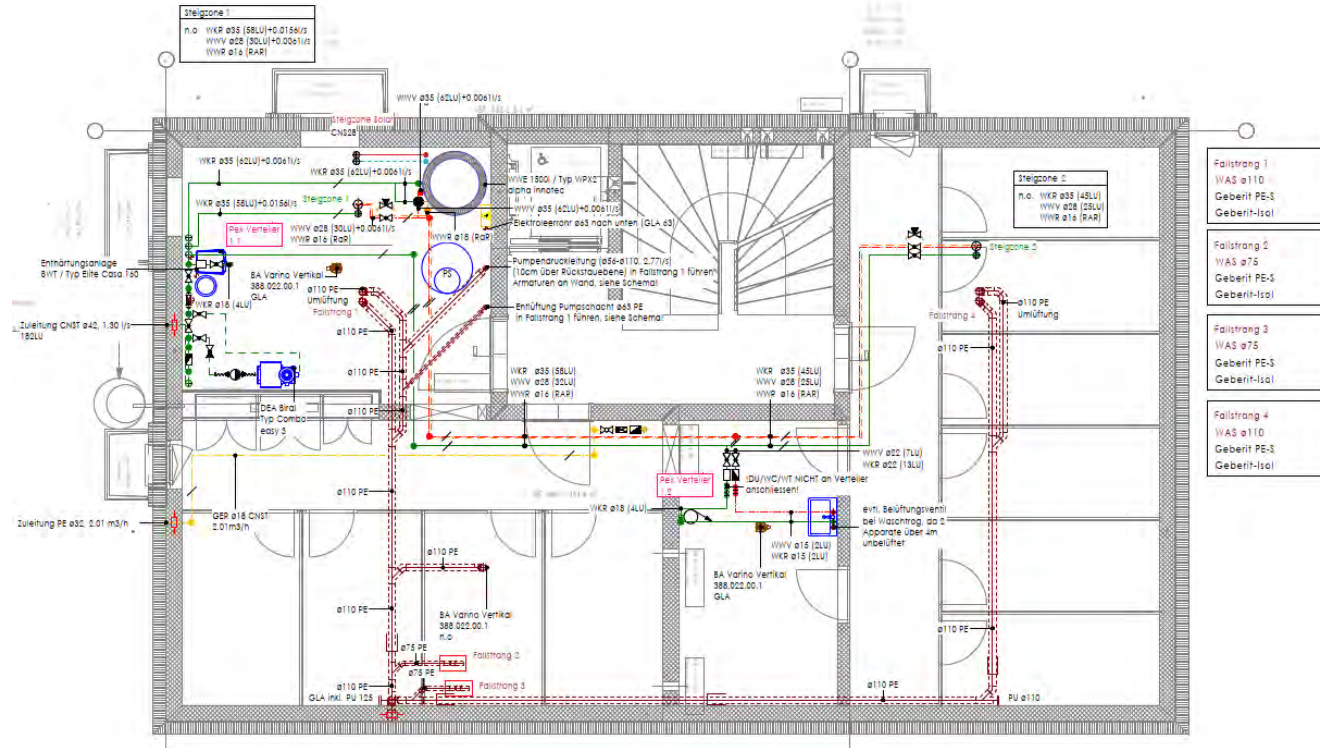 Steigzone 1
n.o WKR ø35 (58LU)+0.0156l/s
WWV ø28 (30LU)+0.0061l/s
WWR ø16 (RAR)
WWV ø35 (62LU)+0.0061l/s
Steigzone Solar
CNS28
WKR ø35 (62LU)+0.0061l/s
WKR ø35 (62LU)+0.0061l/s
WKR ø35 (58LU)+0.0156l/s
Steigzone 1
Pex Verteiler
1.1
WWV ø28 (30LU)+0.0061l/s
WWR ø16 (RaR)
WWE 1500l / Typ WPX2
alpha innotec
WWV ø35 (62LU)+0.0061l/s
Elektroleerrohr ø63 nach unten (GLA 63)
WWR ø18 (RaR)
Enthärtungsanlage
BWT / Typ Elite Casa 160
WKR ø18 (4LU)
BA Varino Vertikal
388.022.00.1
GLA
PS
Pumpendruckleitung (ø56-ø110, 2.77l/s)
(10cm über Rückstauebene) in Fallstrang 1 führen
Armaturen an Wand, siehe Schema!
ø110 PE
Umlüftung
Fallstrang 1
Entlüftung Pumpschacht ø63 PE
in Fallstrang 1 führen, siehe Schema!
Zuleitung CNST ø42, 1.30 l/s
182LU
ø110 PE
ø110 PE
DEA Biral
Typ Combo
easy 3
ø110 PE
WKR ø35 (58LU)
WWV ø28 (32LU)
WWR ø16 (RAR)
WKR ø35 (45LU)
WWV ø28 (25LU)
WWR ø16 (RAR)
Steigzone 2
n.o. WKR ø35 (45LU)
WWV ø28 (25LU)
WWR ø16 (RAR)
Steigzone 2
ø110 PE
Umlüftung
Fallstrang 4
ø110 PE
WWV ø22 (7LU)
WKR ø22 (13LU)
Pex Verteiler
1.2
!DU/WC/WT NICHT an Verteiler
anschliessen!
WKR ø18 (4LU)
evtl. Belüftungsventil
bei Waschtrog, da 2
Apparate über 4m
unbelüftet
WWV ø15 (2LU)
WKR ø15 (2LU)
BA Varino Vertikal
388.022.00.1
GLA
ø110 PE
GER ø18 CNST
2.01m3/h
Zuleitung PE ø32, 2.01 m3/h
ø110 PE
ø110 PE
BA Varino Vertikal
388.022.00.1
n.o
ø110 PE
ø75 PE
Fallstrang 2
ø75 PE
Fallstrang 3
ø110 PE
GLA inkl. PU 125
ø110 PE
PU ø110
Fallstrang 1
WAS ø110
Geberit PE-S
Geberit-Isol
Fallstrang 2
WAS ø75
Geberit PE-S
Geberit-Isol
Fallstrang 3
WAS ø75
Geberit PE-S
Geberit-Isol
Fallstrang 4
WAS ø110
Geberit PE-S
Geberit-Isol